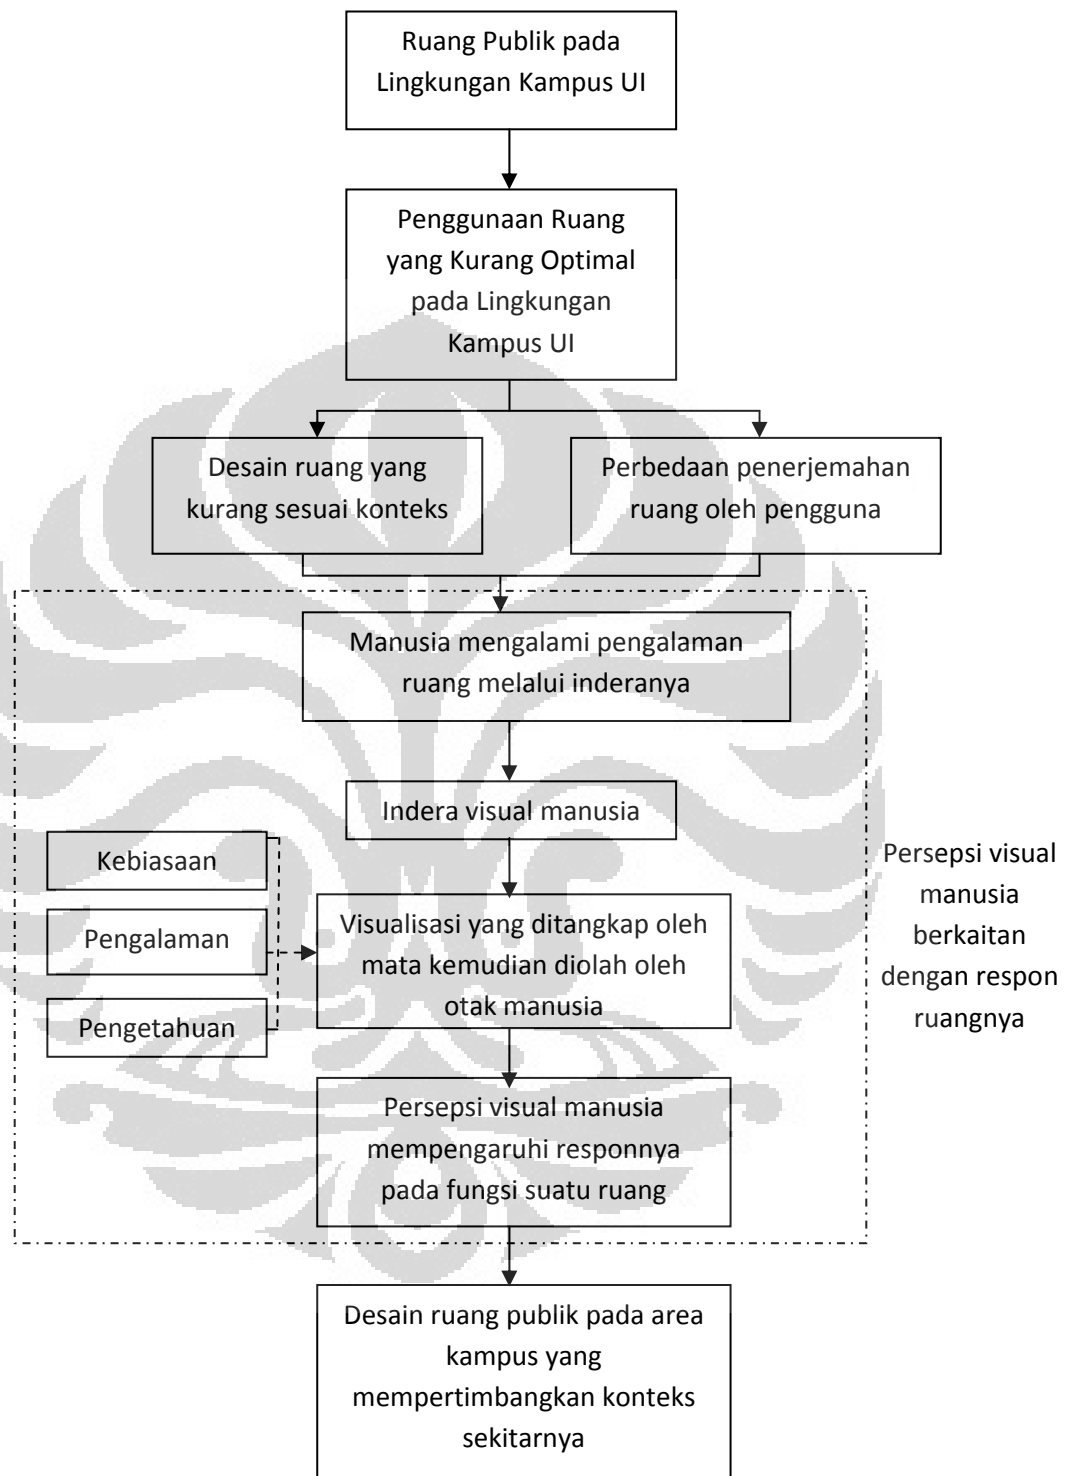 Ruang Publik pada
Lingkungan Kampus UI
Penggunaan Ruang
yang Kurang Optimal
pada Lingkungan
Kampus UI
Desain ruang yang
kurang sesuai konteks
Perbedaan penerjemahan
ruang oleh pengguna
Manusia mengalami pengalaman
ruang melalui inderanya
Indera visual manusia
Kebiasaan
Pengalaman
Pengetahuan
Visualisasi yang ditangkap oleh
mata kemudian diolah oleh
otak manusia
Persepsi visual
manusia
berkaitan
dengan respon
ruangnya
Persepsi visual manusia
mempengaruhi responnya
pada fungsi suatu ruang
Desain ruang publik pada area
kampus yang
mempertimbangkan konteks
sekitarnya